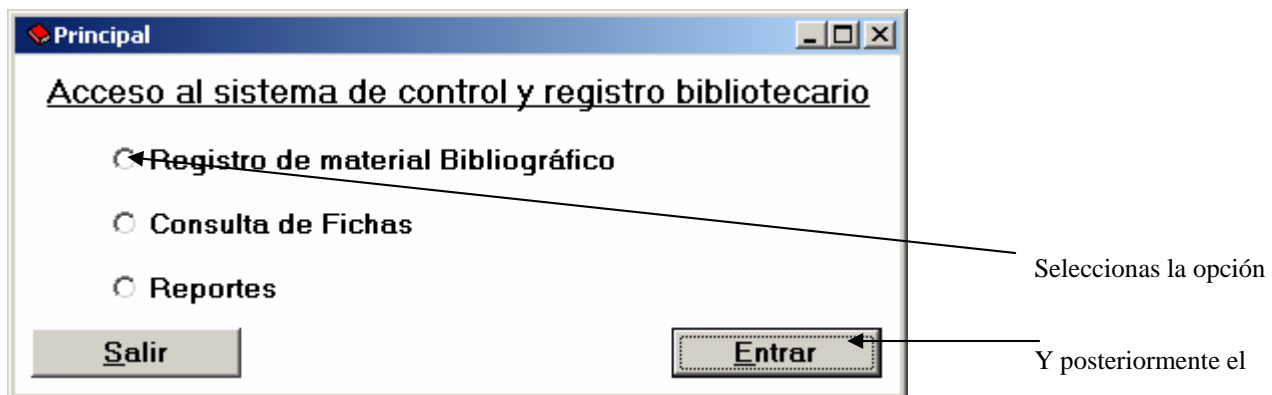 Principal
Acceso al sistema de control y registro bibliotecario
Registro de material Bibliográfico
Consulta de Fichas
Seleccionas la opción
Reportes
Salir
Entrar
Y posteriormente el